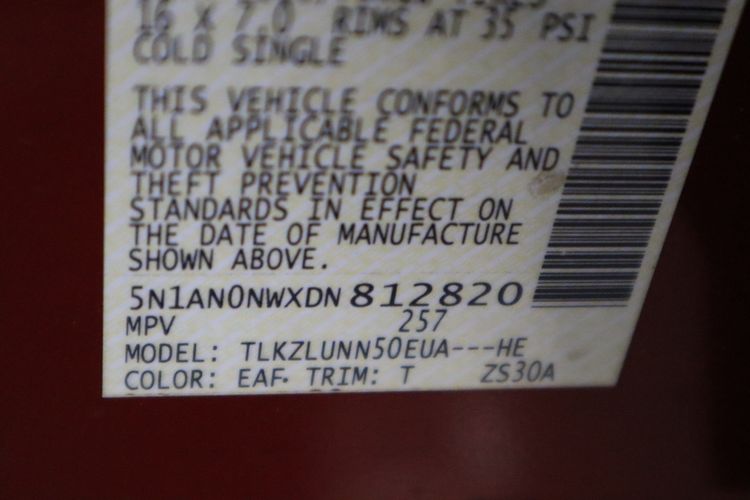 16 X 7.0 RIMS AT 35 PSI
COLD SINGLE
THIS VEHICLE CONFORMS TO
ALL APPLICABLE FEDERAL
MOTOR VEHICLE SAFETY AND
THEFT PREVENTION
STANDARDS IN EFFECT ON
THE DATE OF MANUFACTURE
SHOWN ABOVE.
5N1AN0NWXDN 812820
MPV 257
MODEL: TLKZLUNN50EUA---HE
COLOR: EAF. TRIM: T ZS30A